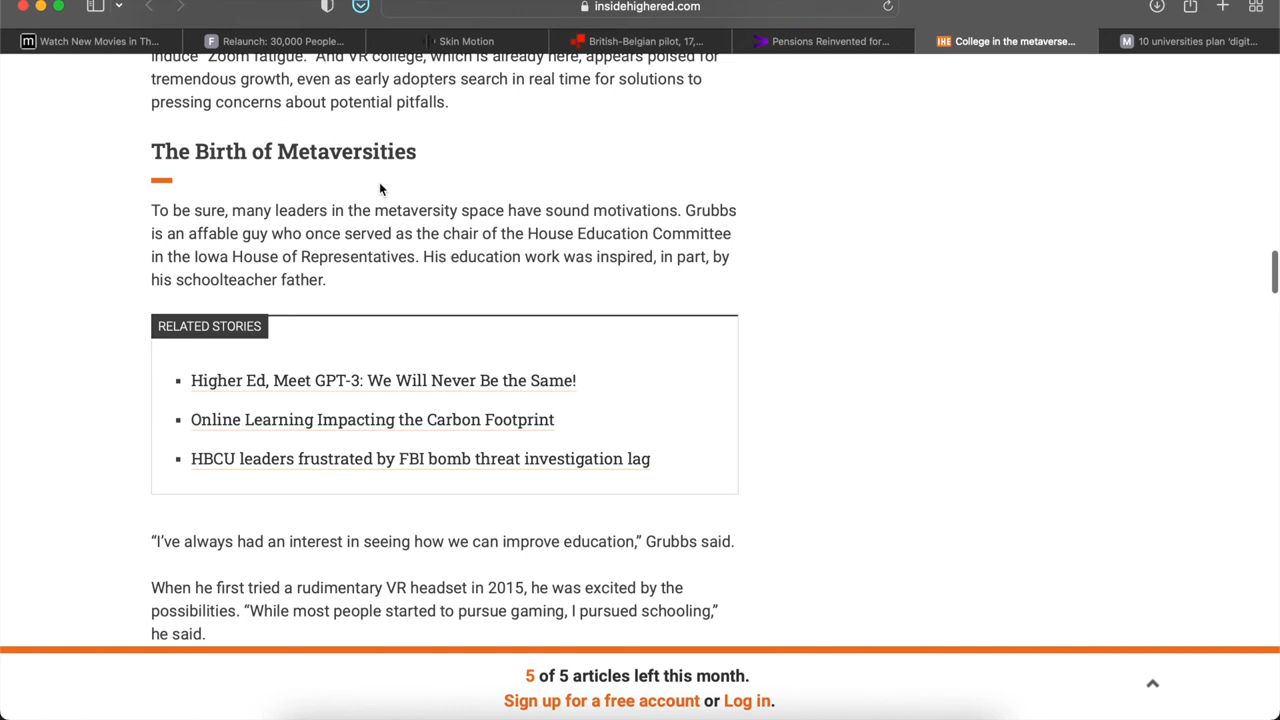 insidehighered.com
Watch New Movies in Th...
Relaunch: 30,000 People...
Skin Motion
British-Belgian pilot, 17,...
Pensions Reinvented for...
College in the metaverse...
10 universities plan ‘digit...
induce “Zoom fatigue.” And VR college, which is already here, appears poised for
tremendous growth, even as early adopters search in real time for solutions to
pressing concerns about potential pitfalls.
The Birth of Metaversities
To be sure, many leaders in the metaversity space have sound motivations. Grubbs
is an affable guy who once served as the chair of the House Education Committee
in the Iowa House of Representatives. His education work was inspired, in part, by
his schoolteacher father.
RELATED STORIES
Higher Ed, Meet GPT-3: We Will Never Be the Same!
Online Learning Impacting the Carbon Footprint
HBCU leaders frustrated by FBI bomb threat investigation lag
“I’ve always had an interest in seeing how we can improve education,” Grubbs said.
When he first tried a rudimentary VR headset in 2015, he was excited by the
possibilities. “While most people started to pursue gaming, I pursued schooling,”
he said.
5 of 5 articles left this month.
Sign up for a free account or Log in.